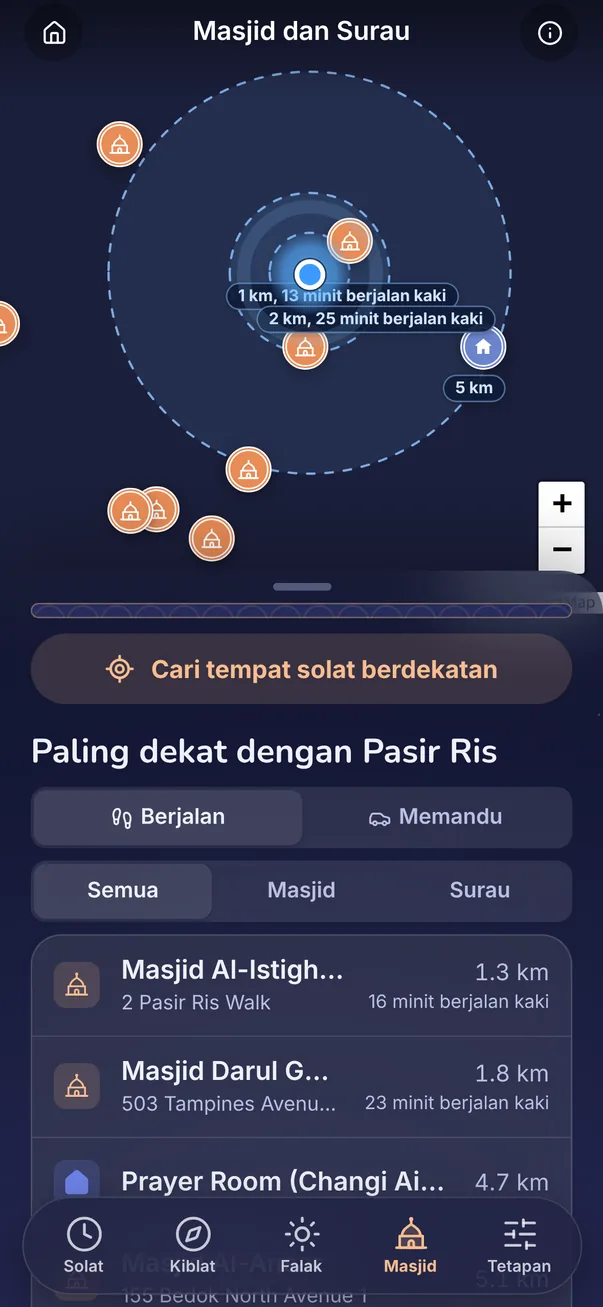 Masjid dan Surau
1 km, 13 minit berjalan kaki
2 km, 25 minit berjalan kaki
5 km
+
−
Map
Cari tempat solat berdekatan
Paling dekat dengan Pasir Ris
Berjalan
Memandu
Semua
Masjid
Surau
Masjid Al-Istigh...
1.3 km
2 Pasir Ris Walk
16 minit berjalan kaki
Masjid Darul G...
1.8 km
503 Tampines Avenu...
23 minit berjalan kaki
Prayer Room (Changi Ai...
4.7 km
Masjid Al-An
5.1 km
Solat
Kiblat
Falak
Masjid
Tetapan
155 Bedok North Avenue 1